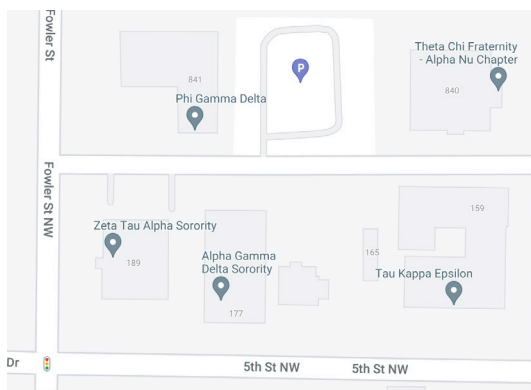 Fowler St
841
Phi Gamma Delta
P
Theta Chi Fraternity
- Alpha Nu Chapter
840
Fowler St NW
Zeta Tau Alpha Sorority
189
Alpha Gamma
Delta Sorority
177
165
159
Tau Kappa Epsilon
Dr
5th St NW
5th St NW